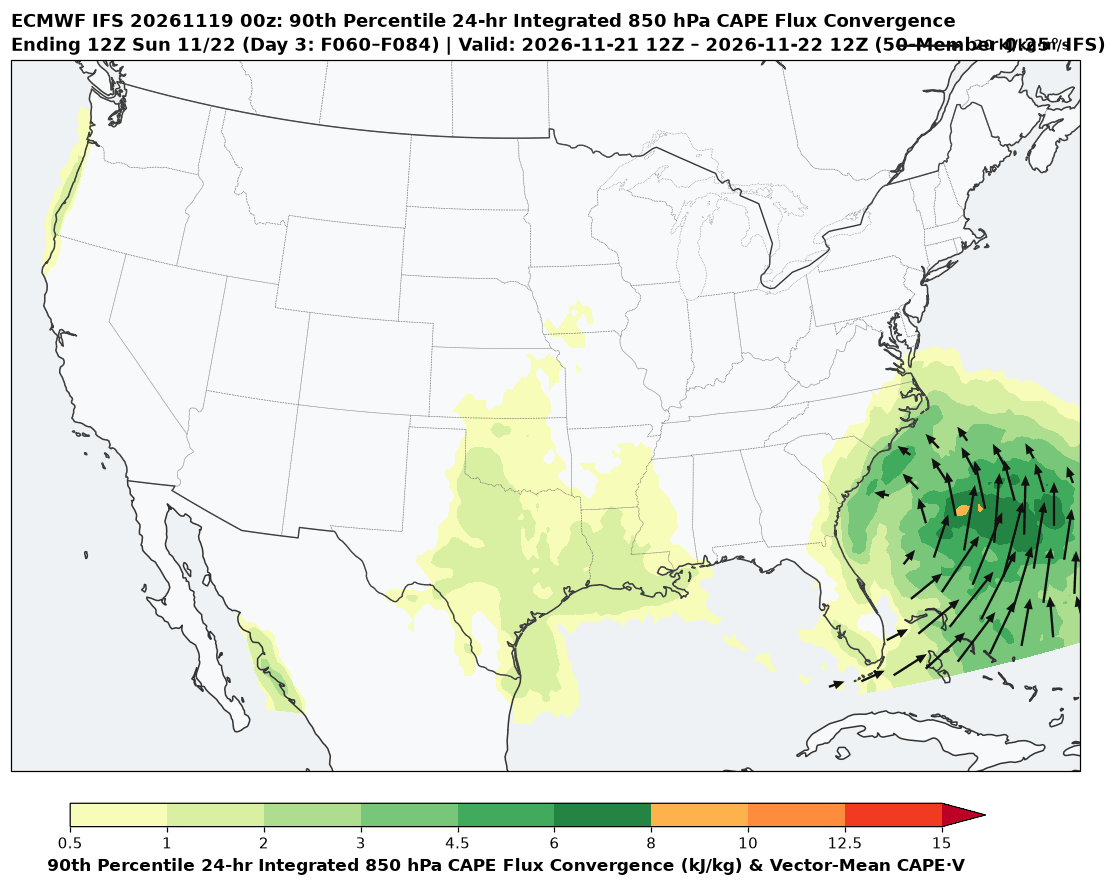 ECMWF IFS 20261119 00z: 90th Percentile 24-hr Integrated 850 hPa CAPE Flux Convergence
Ending 12Z Sun 11/22 (Day 3: F060–F084) | Valid: 2026-11-21 12Z – 2026-11-22 12Z (50-Member 0.25° IFS)
0.5 1 2 3 4.5 6 8 10 12.5 15
90th Percentile 24-hr Integrated 850 hPa CAPE Flux Convergence (kJ/kg) & Vector-Mean CAPE·V